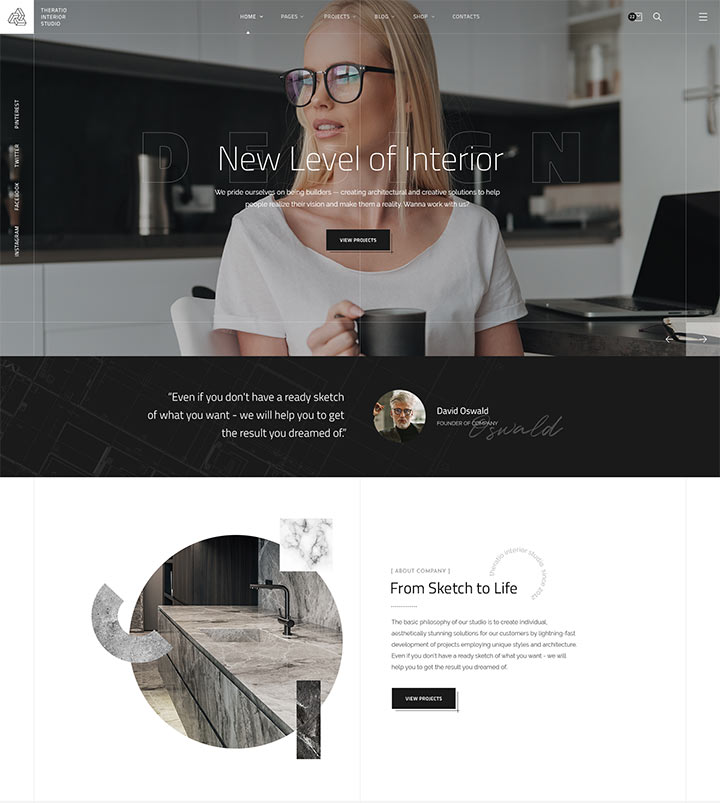 THERATIO
INTERIOR
STUDIO
HOME
PAGES
PROJECTS
BLOG
SHOP
CONTACTS
22
PINTEREST
TWITTER
FACEBOOK
INSTAGRAM
DESIGN
New Level of Interior
We pride ourselves on being builders — creating architectural and creative solutions to help
people realize their vision and make them a reality. Wanna work with us?
VIEW PROJECTS
“Even if you don't have a ready sketch
of what you want - we will help you to get
the result you dreamed of.”
David Oswald
FOUNDER OF COMPANY
Oswald
theratio interior studio since 2012
[ ABOUT COMPANY ]
From Sketch to Life
The basic philosophy of our studio is to create individual,
aesthetically stunning solutions for our customers by lightning-fast
development of projects employing unique styles and architecture.
Even if you don't have a ready sketch of what you want - we will
help you to get the result you dreamed of.
VIEW PROJECTS